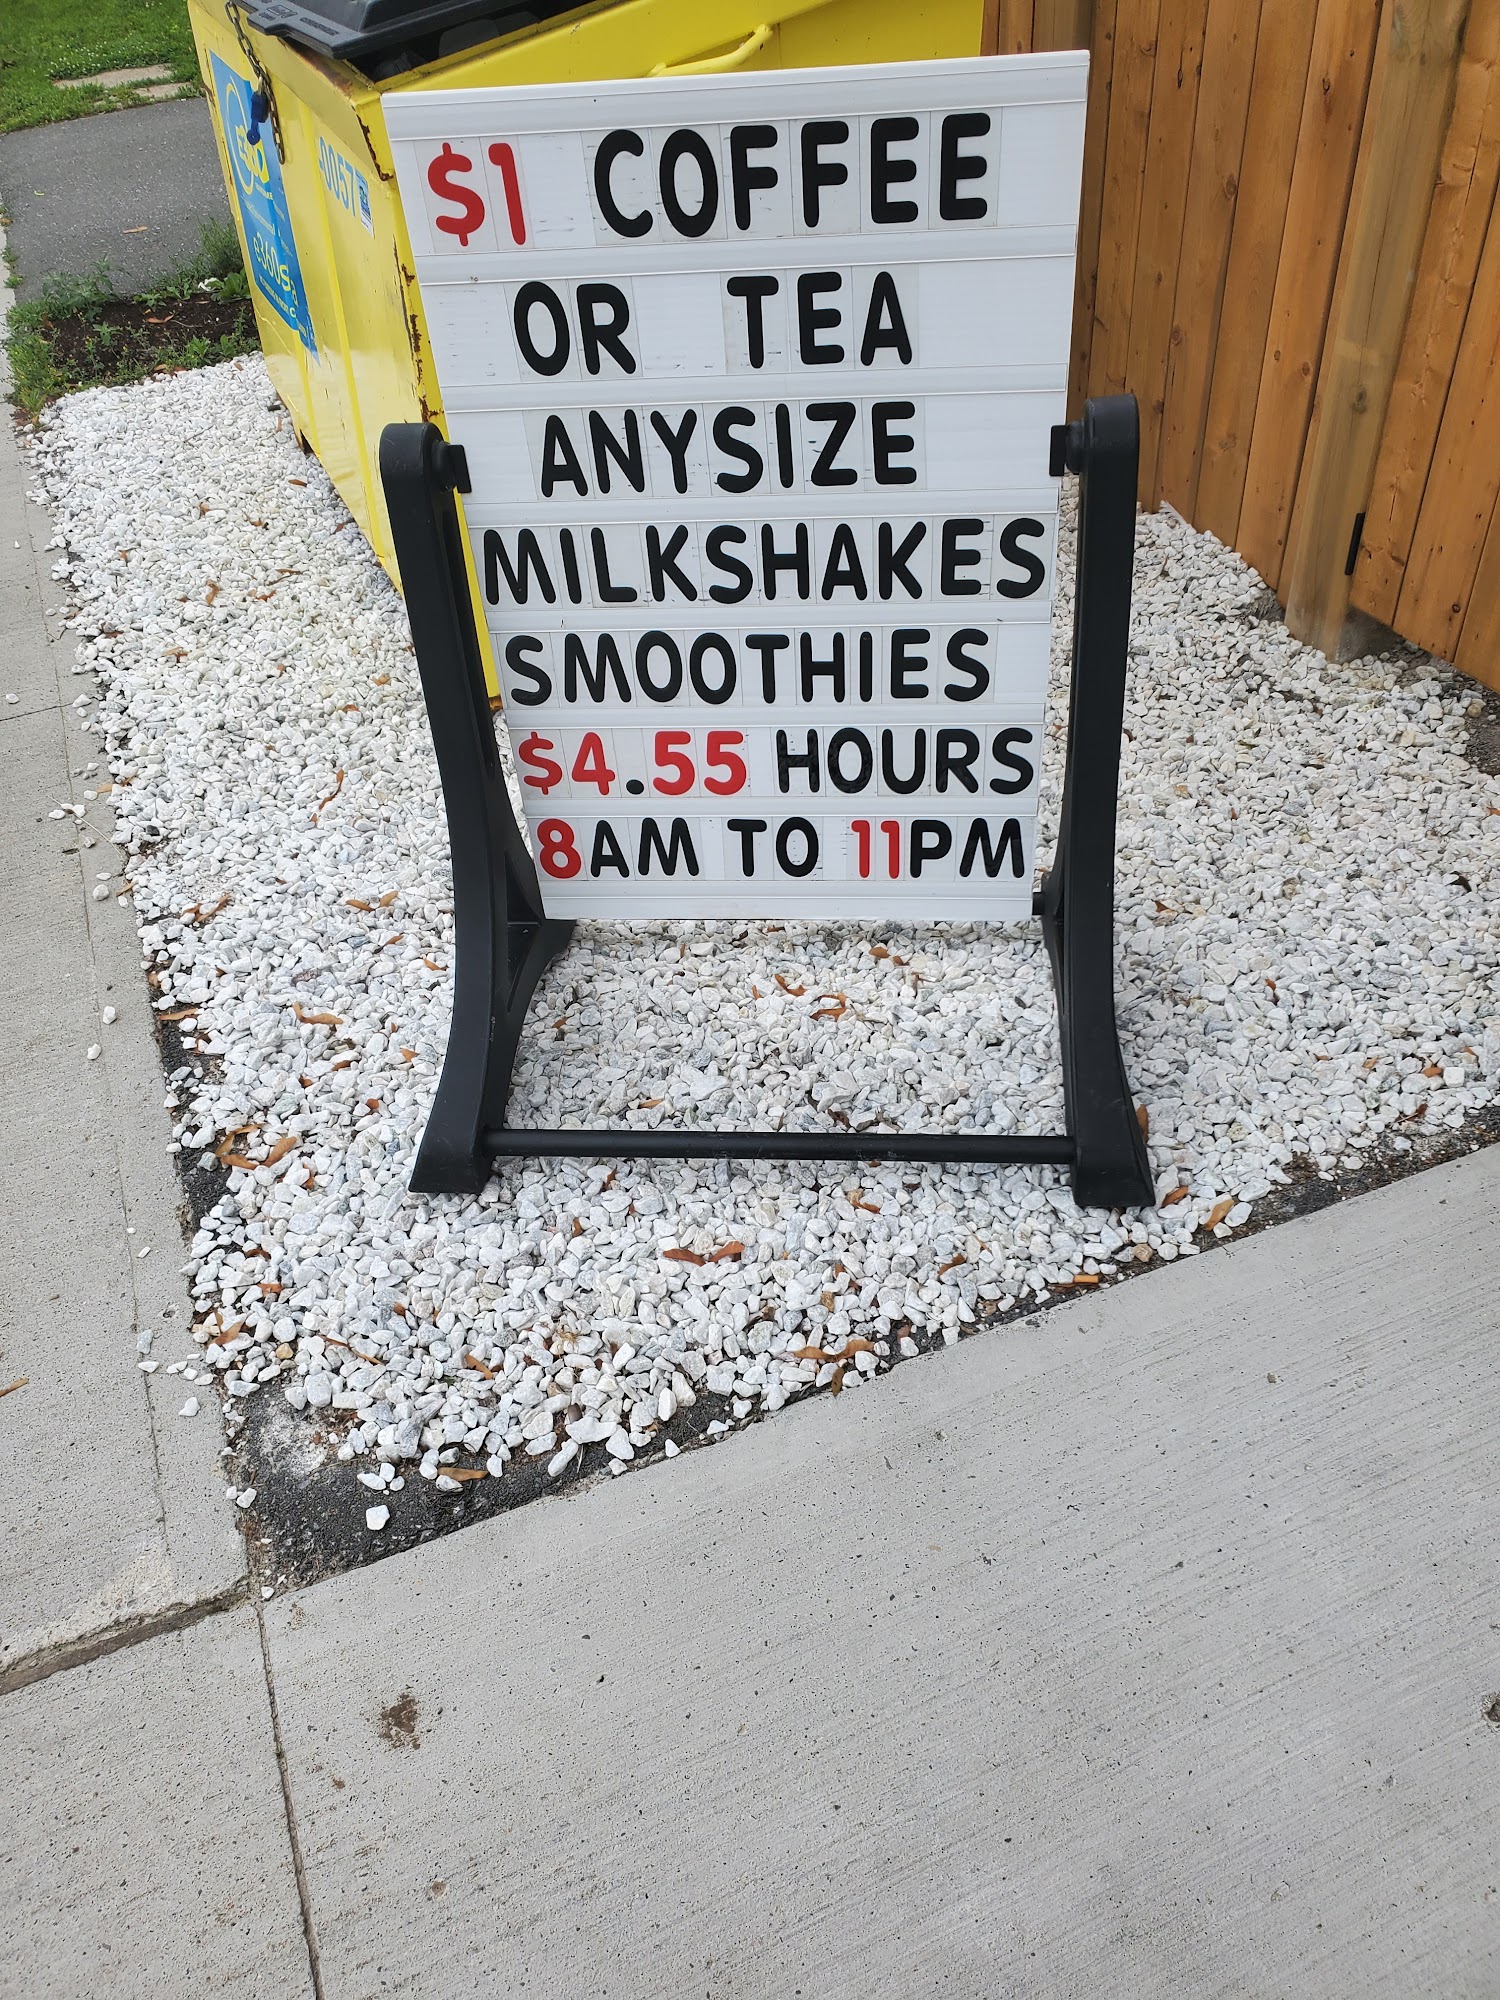 $1 COFFEE
OR TEA
ANYSIZE
MILKSHAKES
SMOOTHIES
$4.55 HOURS
8AM TO 11PM